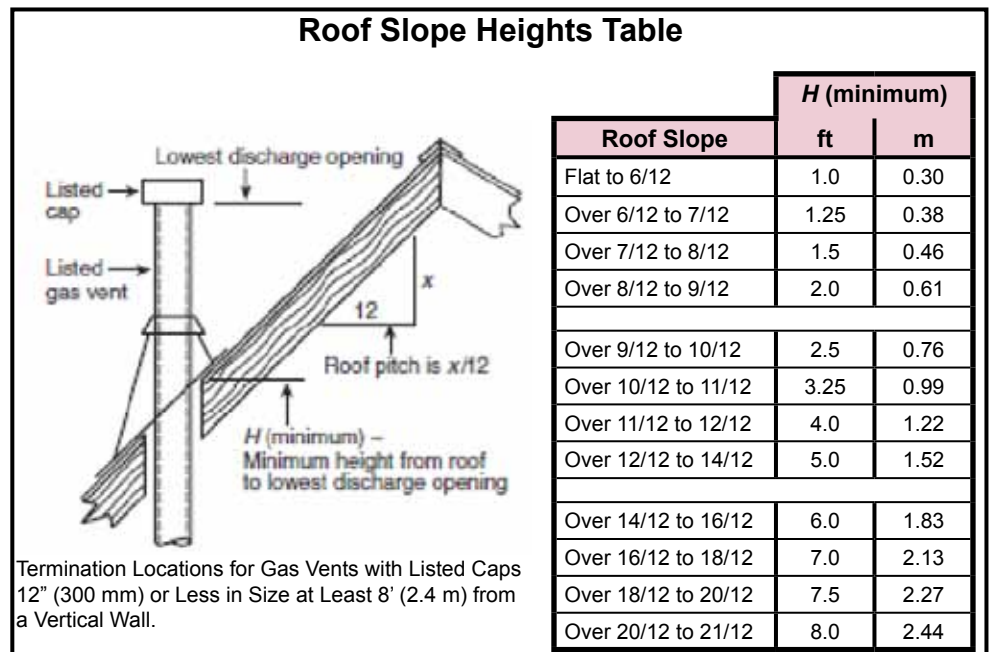 Roof Slope Heights Table
Lowest discharge opening
Listed
cap
Listed
gas vent
x
12
Roof pitch is x/12
H (minimum) –
Minimum height from roof
to lowest discharge opening
Termination Locations for Gas Vents with Listed Caps
12” (300 mm) or Less in Size at Least 8’ (2.4 m) from
a Vertical Wall.
H (minimum)
Roof Slope ft m
Flat to 6/12 1.0 0.30
Over 6/12 to 7/12 1.25 0.38
Over 7/12 to 8/12 1.5 0.46
Over 8/12 to 9/12 2.0 0.61
Over 9/12 to 10/12 2.5 0.76
Over 10/12 to 11/12 3.25 0.99
Over 11/12 to 12/12 4.0 1.22
Over 12/12 to 14/12 5.0 1.52
Over 14/12 to 16/12 6.0 1.83
Over 16/12 to 18/12 7.0 2.13
Over 18/12 to 20/12 7.5 2.27
Over 20/12 to 21/12 8.0 2.44